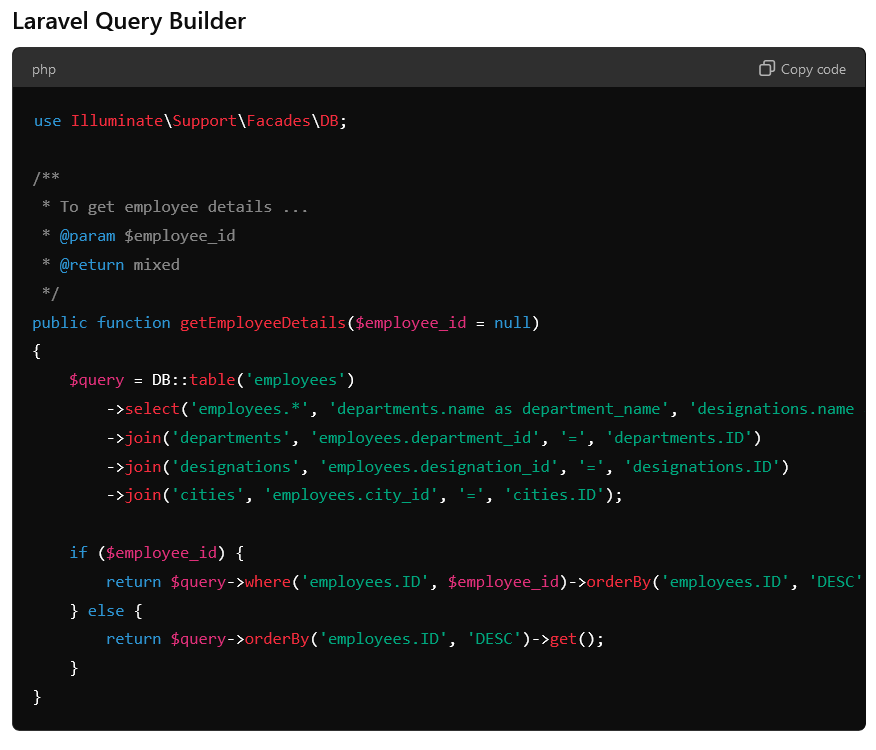 Laravel Query Builder
php
Copy code
use Illuminate\Support\Facades\DB;
/**
 * To get employee details ...
 * @param $employee_id
 * @return mixed
 */
public function getEmployeeDetails($employee_id = null)
{
    $query = DB::table('employees')
        ->select('employees.*', 'departments.name as department_name', 'designations.name
        ->join('departments', 'employees.department_id', '=', 'departments.ID')
        ->join('designations', 'employees.designation_id', '=', 'designations.ID')
        ->join('cities', 'employees.city_id', '=', 'cities.ID');
    if ($employee_id) {
        return $query->where('employees.ID', $employee_id)->orderBy('employees.ID', 'DESC'
    } else {
        return $query->orderBy('employees.ID', 'DESC')->get();
    }
}